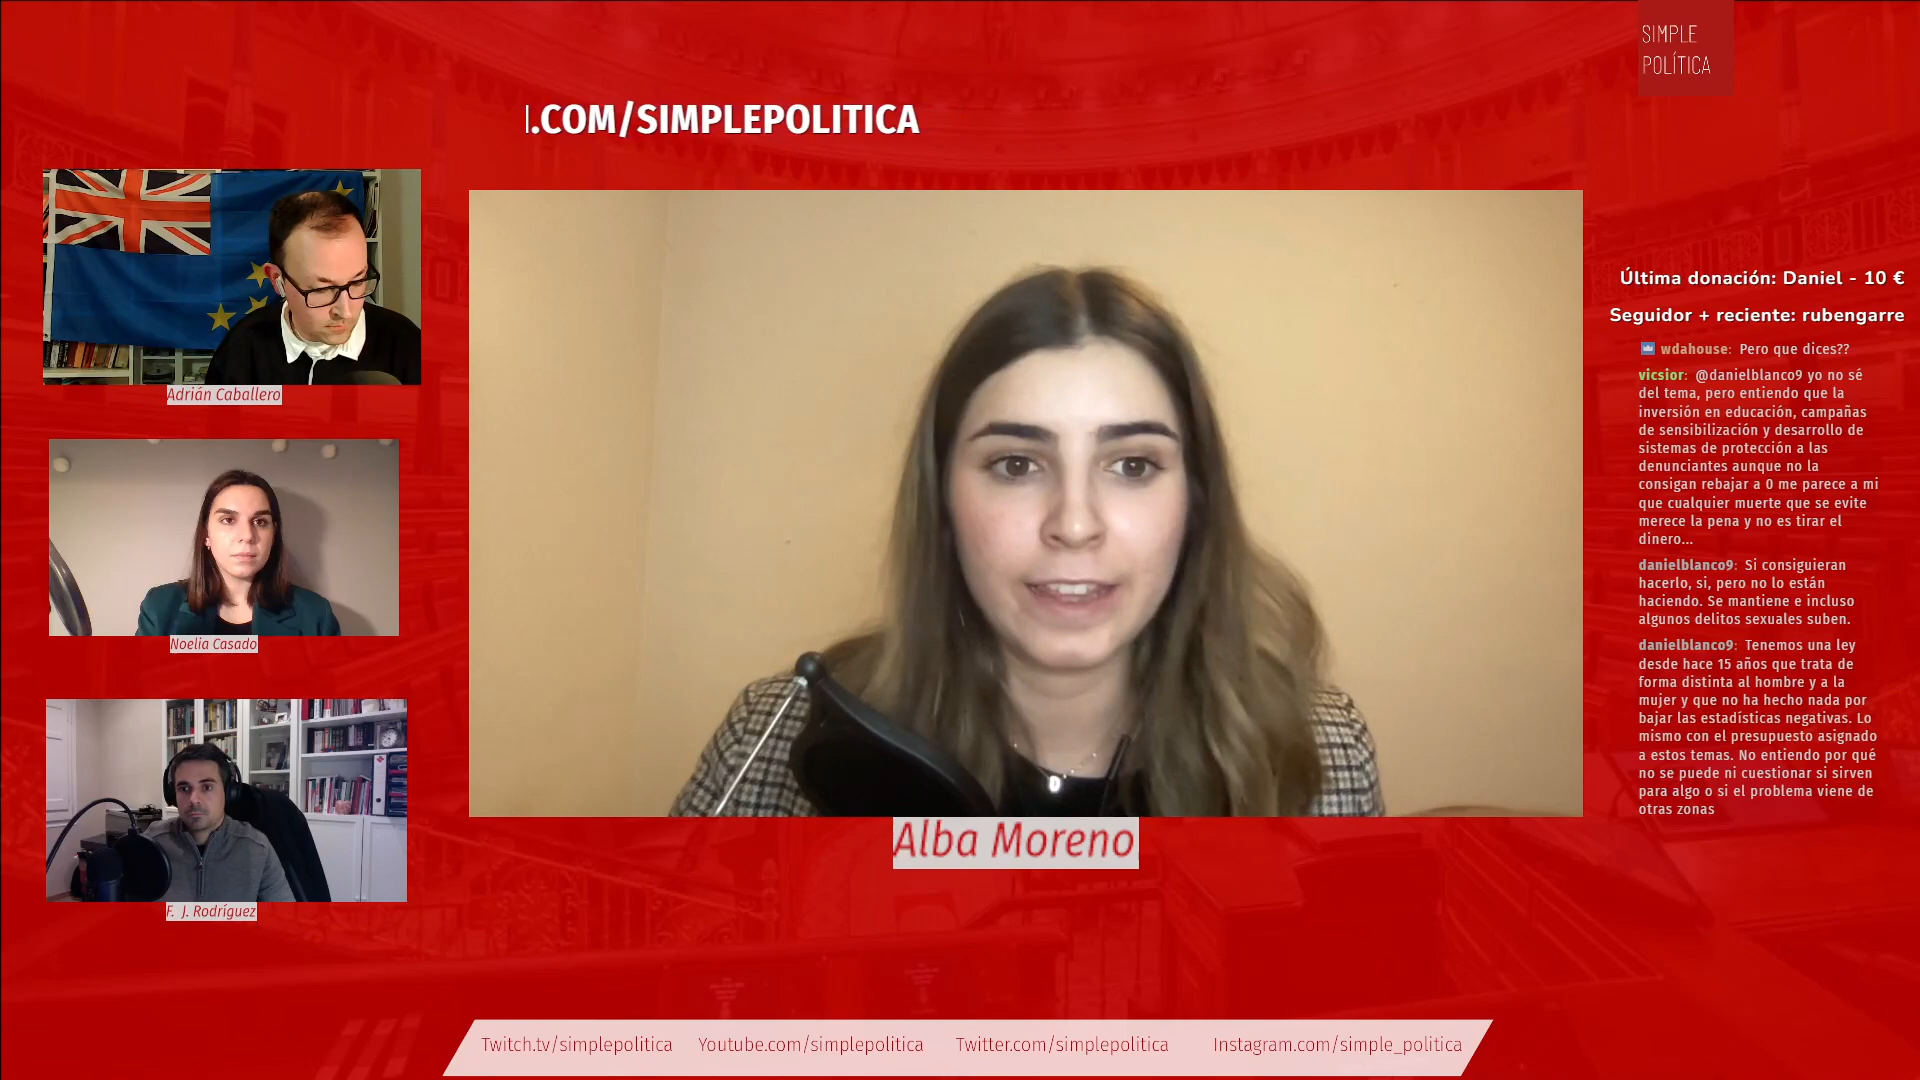 SIMPLE
POLÍTICA
.COM/SIMPLEPOLITICA
Adrián Caballero
Noelia Casado
F. J. Rodríguez
Alba Moreno
Última donación: Daniel - 10 €
Seguidor + reciente: rubengarre
wdahouse: Pero que dices??
vicsior: @danielblanco9 yo no sé
del tema, pero entiendo que la
inversión en educación, campañas
de sensibilización y desarrollo de
sistemas de protección a las
denunciantes aunque no la
consigan rebajar a 0 me parece a mi
que cualquier muerte que se evite
merece la pena y no es tirar el
dinero...
danielblanco9: Si consiguieran
hacerlo, si, pero no lo están
haciendo. Se mantiene e incluso
algunos delitos sexuales suben.
danielblanco9: Tenemos una ley
desde hace 15 años que trata de
forma distinta al hombre y a la
mujer y que no ha hecho nada por
bajar las estadísticas negativas. Lo
mismo con el presupuesto asignado
a estos temas. No entiendo por qué
no se puede ni cuestionar si sirven
para algo o si el problema viene de
otras zonas
Twitch.tv/simplepolitica Youtube.com/simplepolitica Twitter.com/simplepolitica Instagram.com/simple_politica